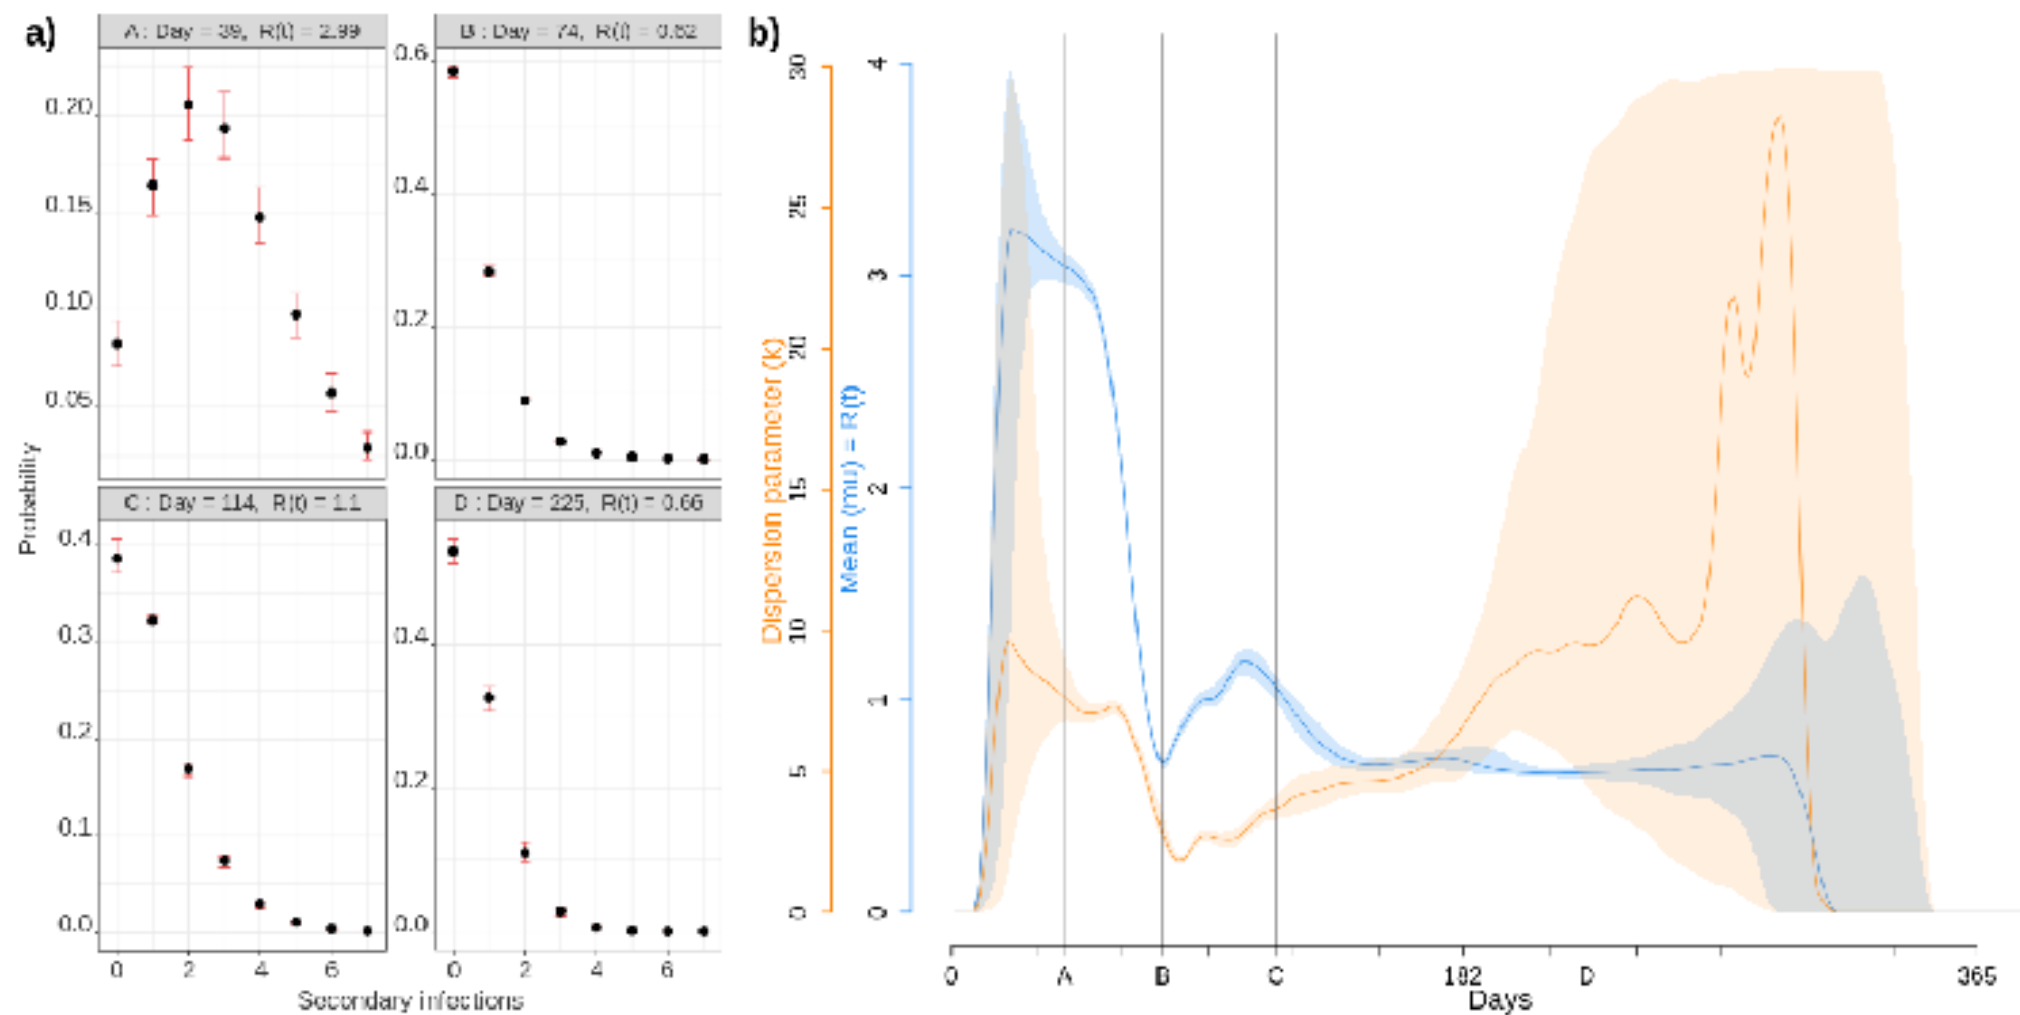 a)
A : Day = 39, R(t) = 2.99
B : Day = 74, R(t) = 0.62
0.20
0.15
0.10
0.05
0.6
0.4
0.2
0.0
Probability
C : Day = 114, R(t) = 1.1
D : Day = 225, R(t) = 0.66
0.4
0.3
0.2
0.1
0.0
0.4
0.2
0.0
0 2 4 6
0 2 4 6
Secondary infections
b)
Dispersion parameter (k)
0 5 10 15 20 25 30
Mean (mu) = R(t)
0 1 2 3 4
0 A B C 182 D 365
Days